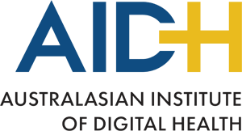 AIDH
AUSTRALASIAN INSTITUTE
OF DIGITAL HEALTH